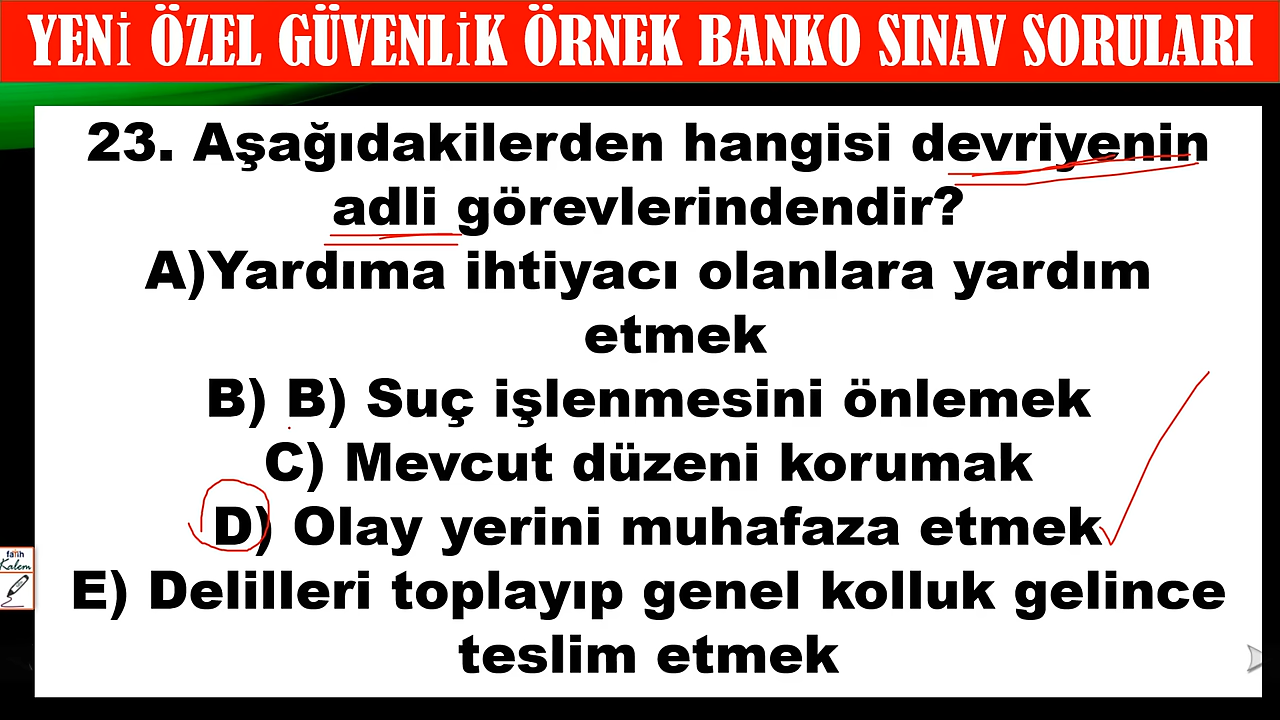 YENİ ÖZEL GÜVENLİK ÖRNEK BANKO SINAV SORULARI
23. Aşağıdakilerden hangisi devriyenin
adli görevlerindendir?
A)Yardıma ihtiyacı olanlara yardım
etmek
B) B) Suç işlenmesini önlemek
C) Mevcut düzeni korumak
D) Olay yerini muhafaza etmek
E) Delilleri toplayıp genel kolluk gelince
teslim etmek
fatih
Kalem